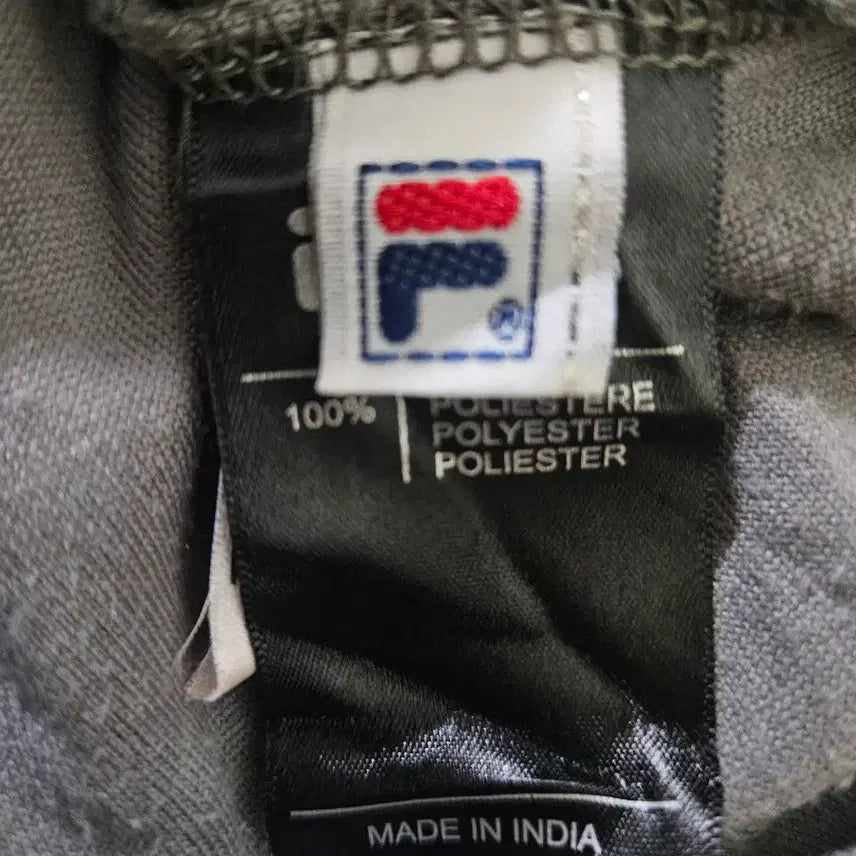 F®
100%
POLIESTERE
POLYESTER
POLIESTER
MADE IN INDIA